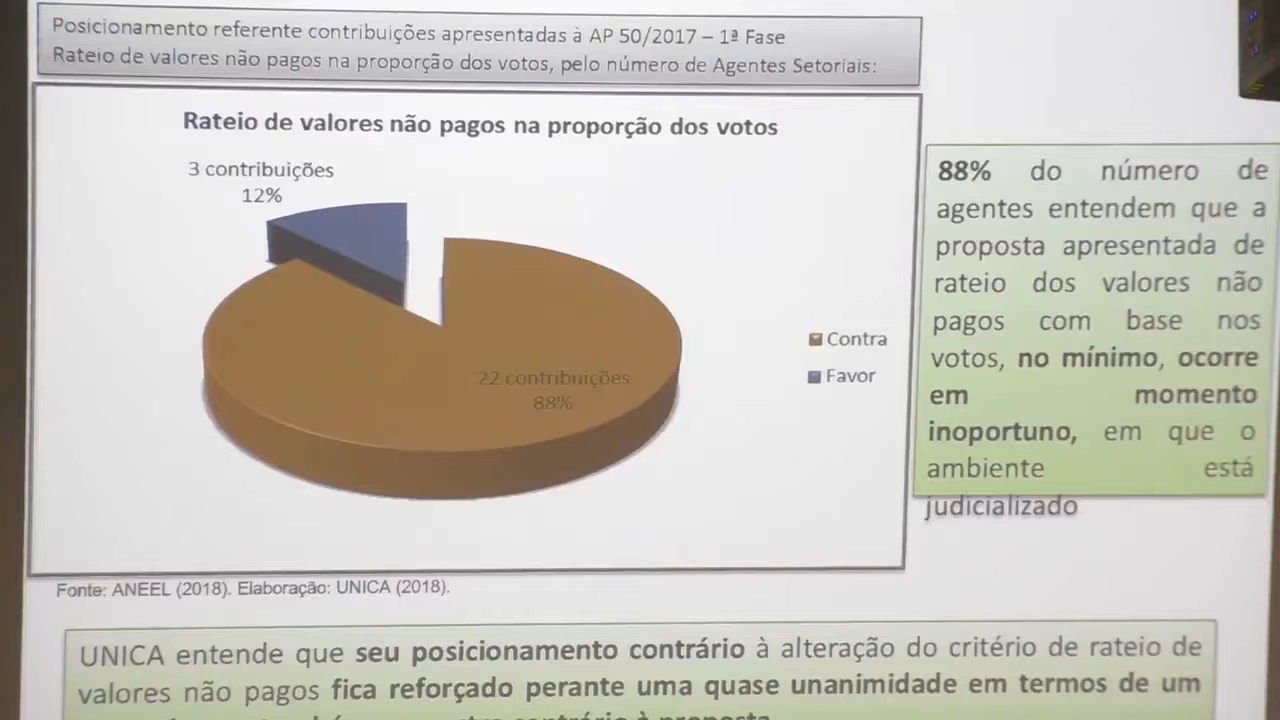 Posicionamento referente contribuições apresentadas à AP 50/2017 – 1ª Fase
Rateio de valores não pagos na proporção dos votos, pelo número de Agentes Setoriais:
Rateio de valores não pagos na proporção dos votos
3 contribuições
12%
22 contribuições
88%
Contra
Favor
88% do número de
agentes entendem que a
proposta apresentada de
rateio dos valores não
pagos com base nos
votos, no mínimo, ocorre
em momento
inoportuno, em que o
ambiente está
judicializado
Fonte: ANEEL (2018). Elaboração: UNICA (2018).
UNICA entende que seu posicionamento contrário à alteração do critério de rateio de
valores não pagos fica reforçado perante uma quase unanimidade em termos de um
contrário à proposta